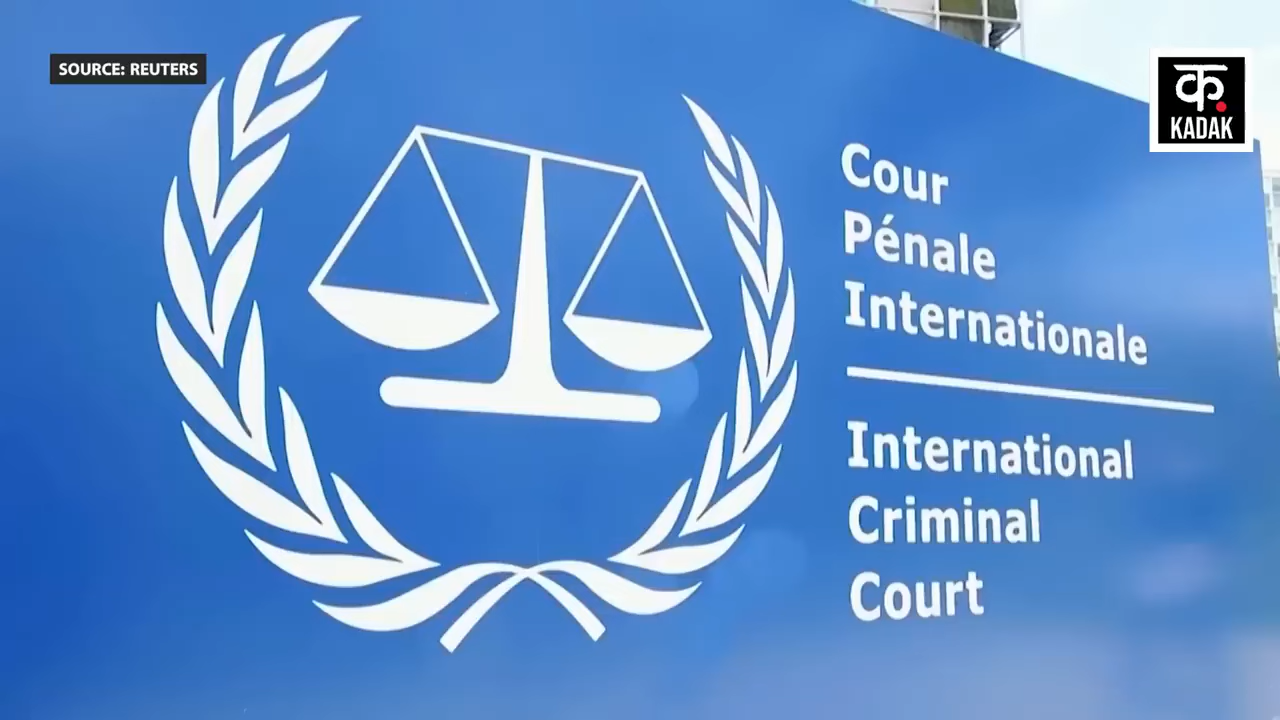 SOURCE: REUTERS
क.
KADAK
Cour
Pénale
Internationale
International
Criminal
Court